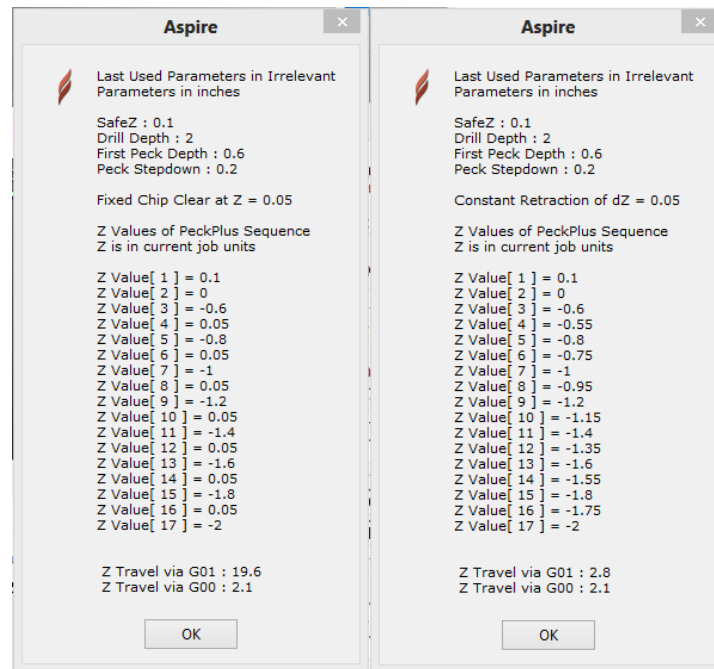 Aspire
Last Used Parameters in Irrelevant
Parameters in inches
SafeZ : 0.1
Drill Depth : 2
First Peck Depth : 0.6
Peck Stepdown : 0.2
Fixed Chip Clear at Z = 0.05
Z Values of PeckPlus Sequence
Z is in current job units
Z Value[ 1 ] = 0.1
Z Value[ 2 ] = 0
Z Value[ 3 ] = -0.6
Z Value[ 4 ] = 0.05
Z Value[ 5 ] = -0.8
Z Value[ 6 ] = 0.05
Z Value[ 7 ] = -1
Z Value[ 8 ] = 0.05
Z Value[ 9 ] = -1.2
Z Value[ 10 ] = 0.05
Z Value[ 11 ] = -1.4
Z Value[ 12 ] = 0.05
Z Value[ 13 ] = -1.6
Z Value[ 14 ] = 0.05
Z Value[ 15 ] = -1.8
Z Value[ 16 ] = 0.05
Z Value[ 17 ] = -2
Z Travel via G01 : 19.6
Z Travel via G00 : 2.1
OK
Aspire
Last Used Parameters in Irrelevant
Parameters in inches
SafeZ : 0.1
Drill Depth : 2
First Peck Depth : 0.6
Peck Stepdown : 0.2
Constant Retraction of dZ = 0.05
Z Values of PeckPlus Sequence
Z is in current job units
Z Value[ 1 ] = 0.1
Z Value[ 2 ] = 0
Z Value[ 3 ] = -0.6
Z Value[ 4 ] = -0.55
Z Value[ 5 ] = -0.8
Z Value[ 6 ] = -0.75
Z Value[ 7 ] = -1
Z Value[ 8 ] = -0.95
Z Value[ 9 ] = -1.2
Z Value[ 10 ] = -1.15
Z Value[ 11 ] = -1.4
Z Value[ 12 ] = -1.35
Z Value[ 13 ] = -1.6
Z Value[ 14 ] = -1.55
Z Value[ 15 ] = -1.8
Z Value[ 16 ] = -1.75
Z Value[ 17 ] = -2
Z Travel via G01 : 2.8
Z Travel via G00 : 2.1
OK